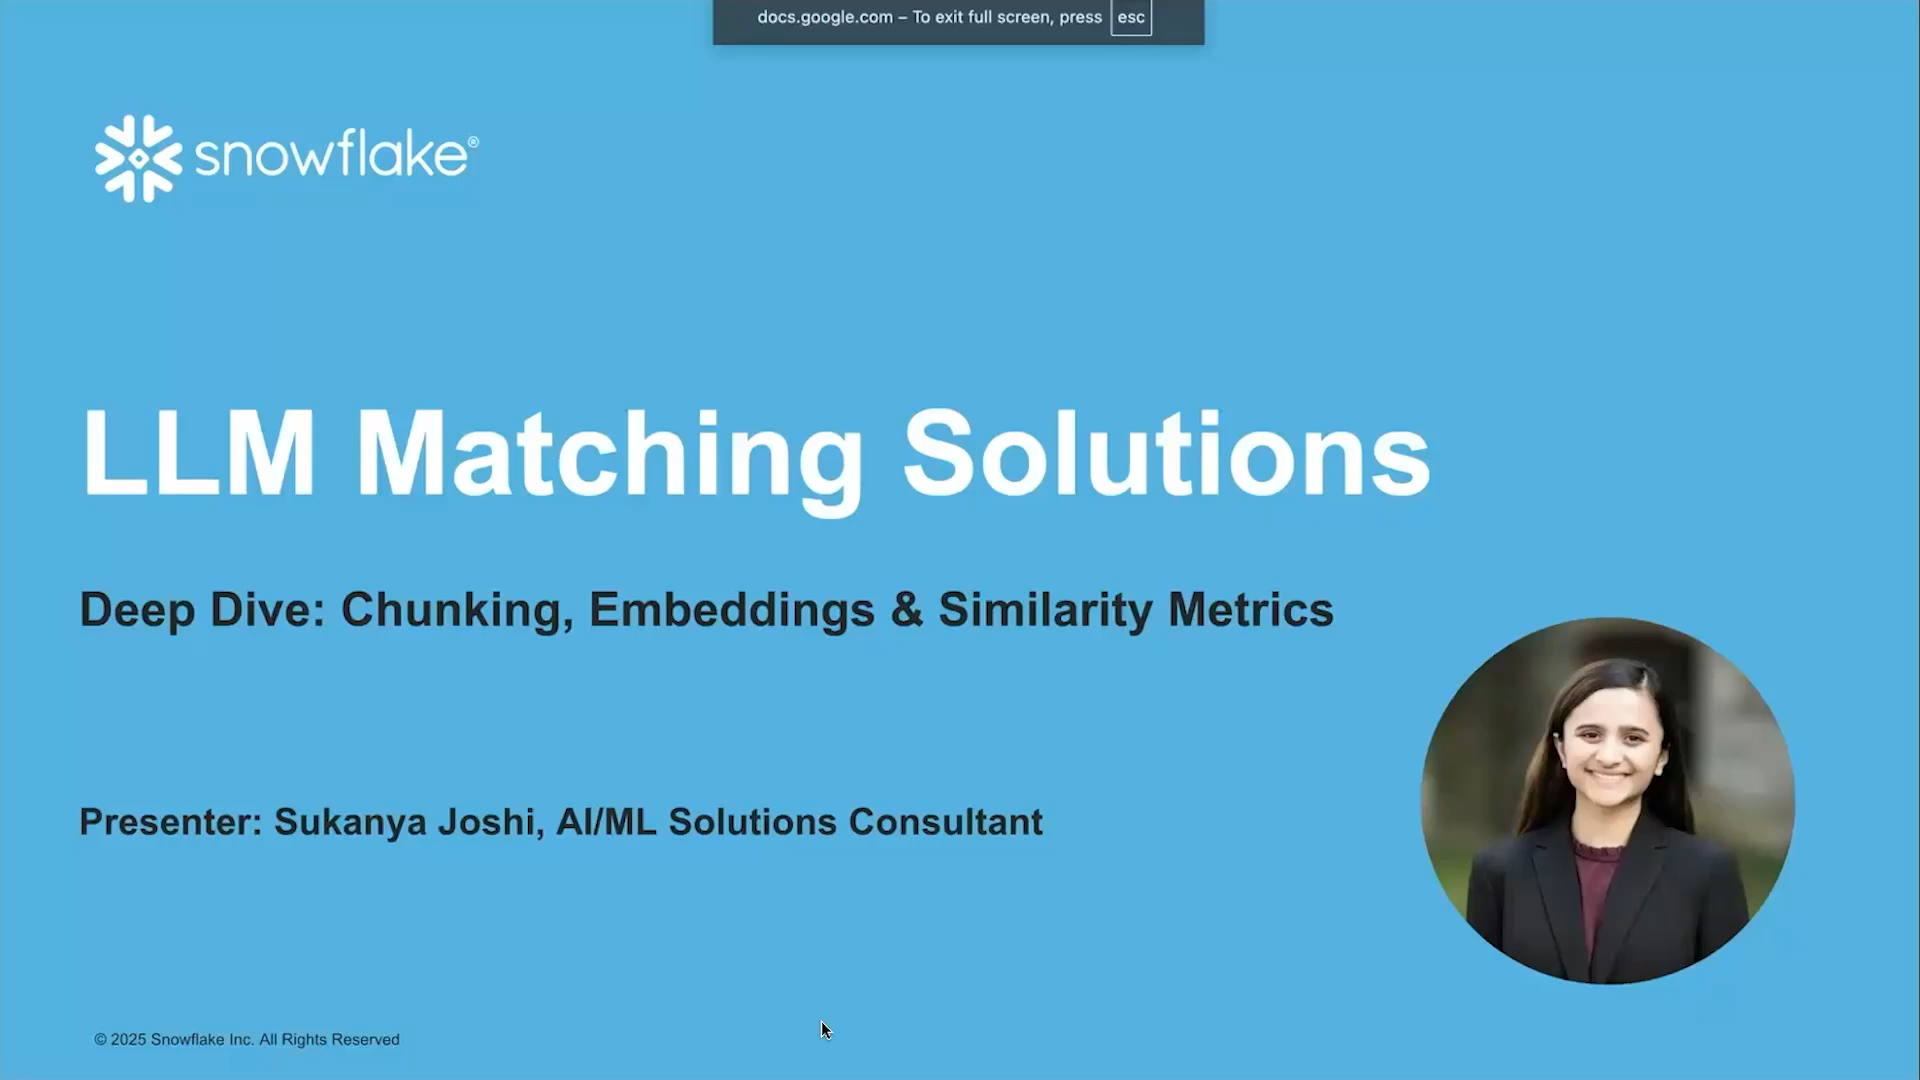 docs.google.com – To exit full screen, press esc
snowflake®
LLM Matching Solutions
Deep Dive: Chunking, Embeddings & Similarity Metrics
Presenter: Sukanya Joshi, AI/ML Solutions Consultant
© 2025 Snowflake Inc. All Rights Reserved